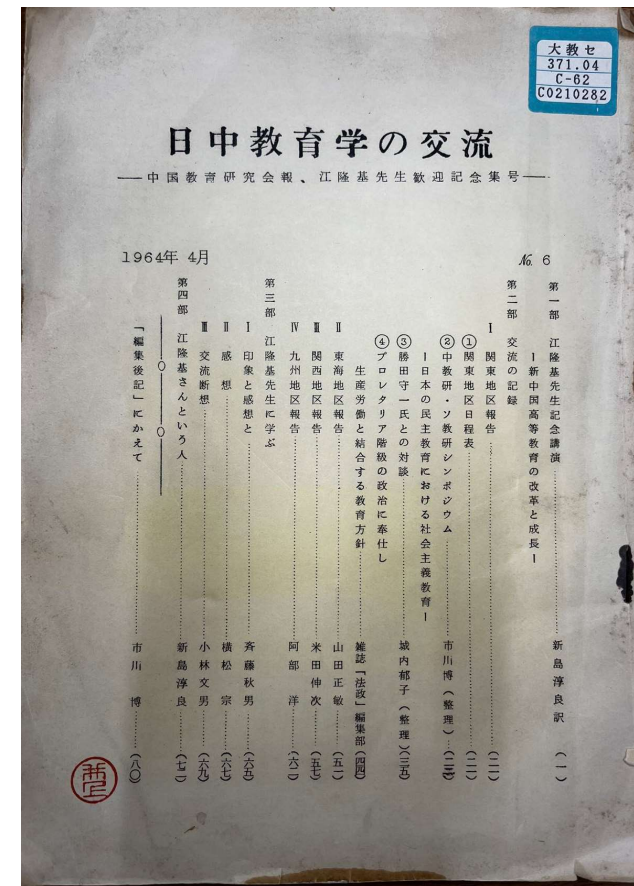 大教セ
371.04
C-62
C0210282
日中教育学の交流
――中国教育研究会報、江隆基先生歓迎記念集号――
1964年 4月
№ 6
第一部 江隆基先生記念講演……新島淳良訳(一)
ー新中国高等教育の改革と成長ー
第二部 交流の記録
Ⅰ 関東地区報告……(二一)
①関東地区日程表……(二一)
②中教研・ソ教研シンポジウム……市川博(整理)……(二三)
ー日本の民主教育における社会主義教育ー
③勝田守一氏との対談……城内郁子(整理)(三五)
④プロレタリア階級の政治に奉仕し
生産労働と結合する教育方針……雑誌「法政」編集部(四四)
Ⅱ 東海地区報告……山田正敏……(五一)
Ⅲ 関西地区報告……米田伸次……(五七)
Ⅳ 九州地区報告……阿部 洋……(六一)
第三部 江隆基先生に学ぶ
Ⅰ 印象と感想と……斉藤秋男……(六五)
Ⅱ 感 想……横松 宗……(六七)
Ⅲ 交流断想……小林文男……(六九)
第四部 江隆基さんという人……新島淳良……(七二)
――○――○――
「編集後記」にかえて……市川 博……(八〇)